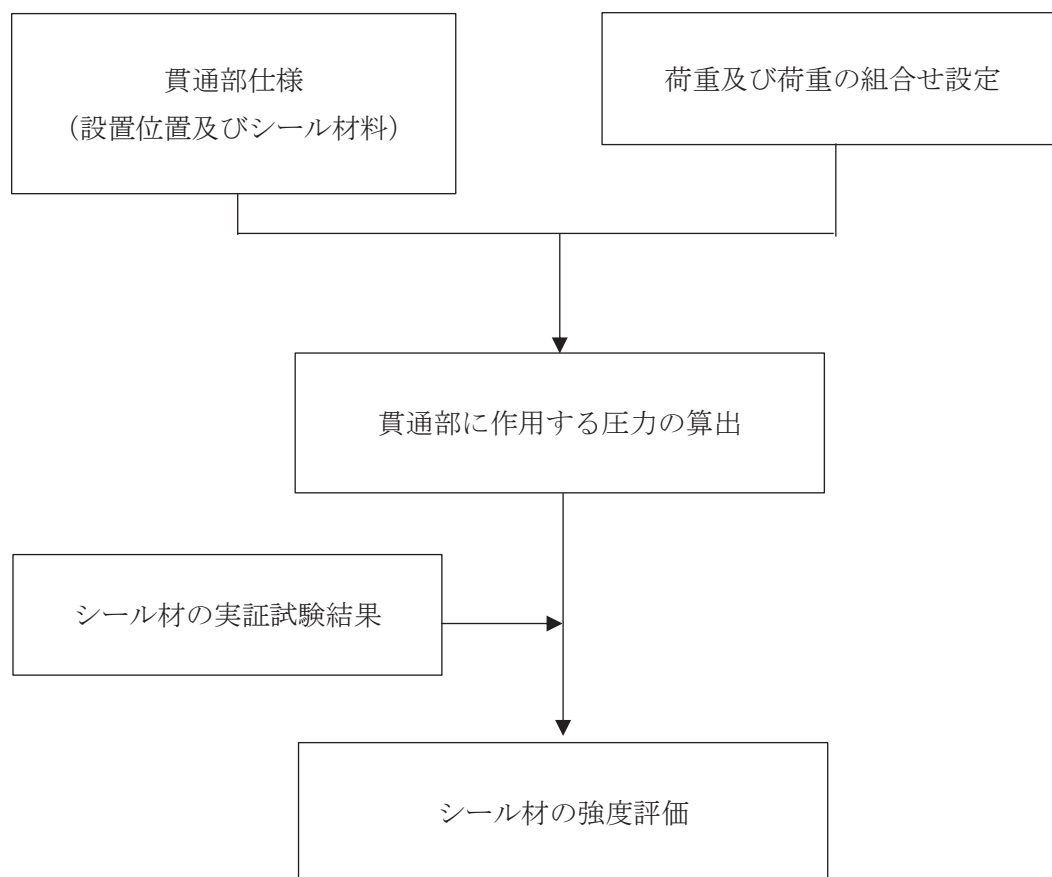 貫通部仕様
（設置位置及びシール材料）
荷重及び荷重の組合せ設定
貫通部に作用する圧力の算出
シール材の実証試験結果
シール材の強度評価